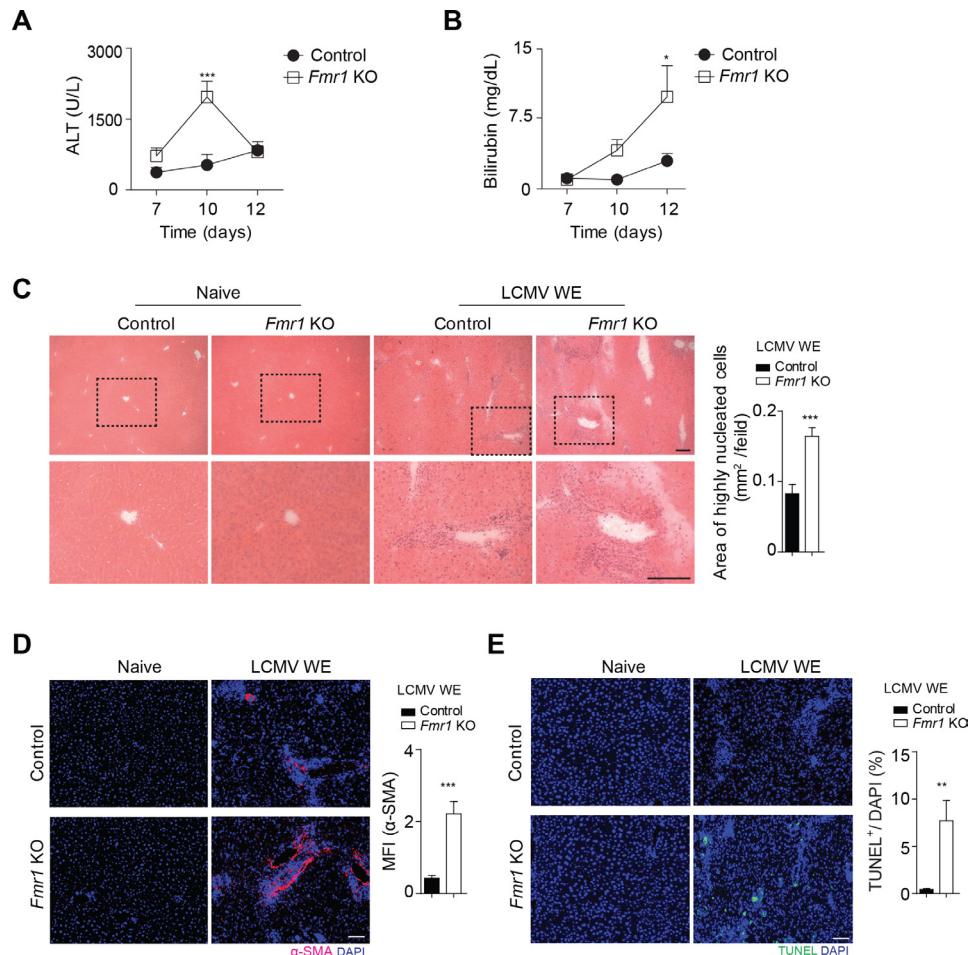 A
ALT (U/L)
3000
1500
0
7 10 12
Time (days)
Control
Fmr1 KO
***
B
Bilirubin (mg/dL)
15
7.5
0
7 10 12
Time (days)
Control
Fmr1 KO
*
C
Naive LCMV WE
Control Fmr1 KO Control Fmr1 KO
LCMV WE
Control
Fmr1 KO
Area of highly nucleated cells
(mm² /feild)
0.2
0.1
0
***
D
Naive LCMV WE
Control
Fmr1 KO
α-SMA DAPI
LCMV WE
Control
Fmr1 KO
MFI (α-SMA)
4
2
0
***
E
Naive LCMV WE
Control
Fmr1 KO
TUNEL DAPI
LCMV WE
Control
Fmr1 KO
TUNEL⁺/ DAPI (%)
15
10
5
0
**